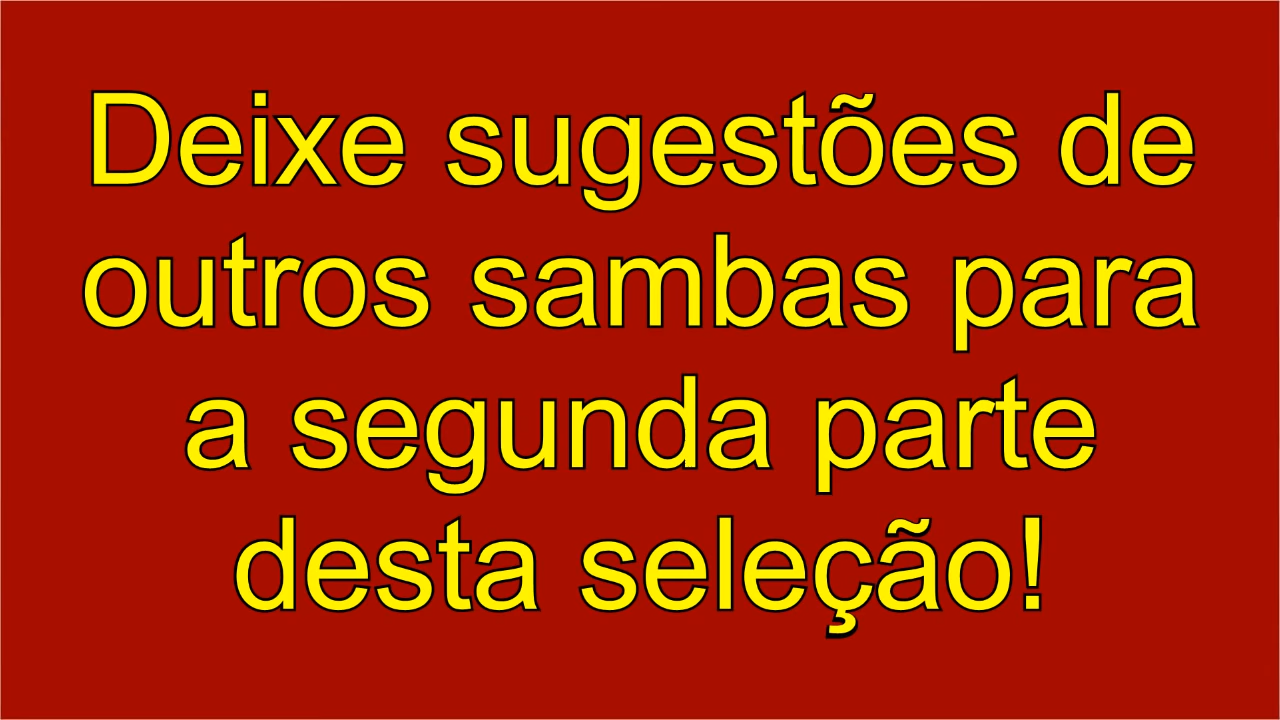 Deixe sugestões de
outros sambas para
a segunda parte
desta seleção!